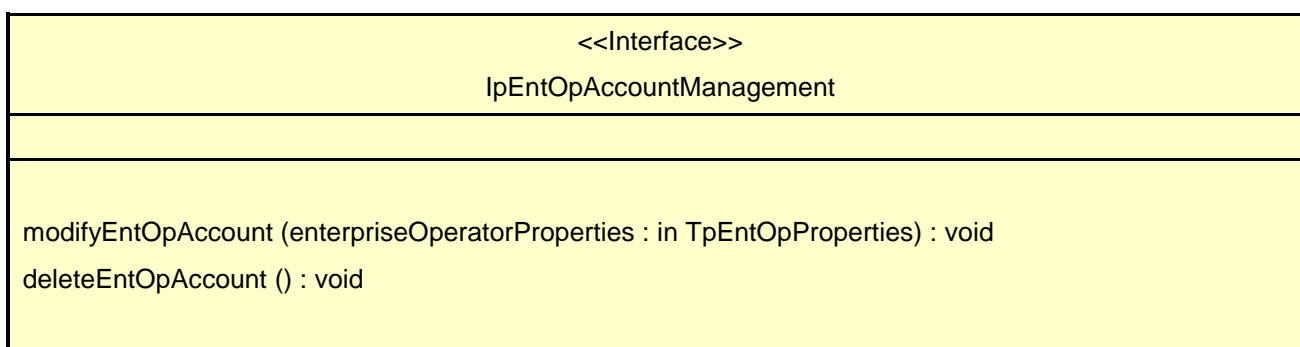 <<Interface>>
IpEntOpAccountManagement
modifyEntOpAccount (enterpriseOperatorProperties : in TpEntOpProperties) : void
deleteEntOpAccount () : void